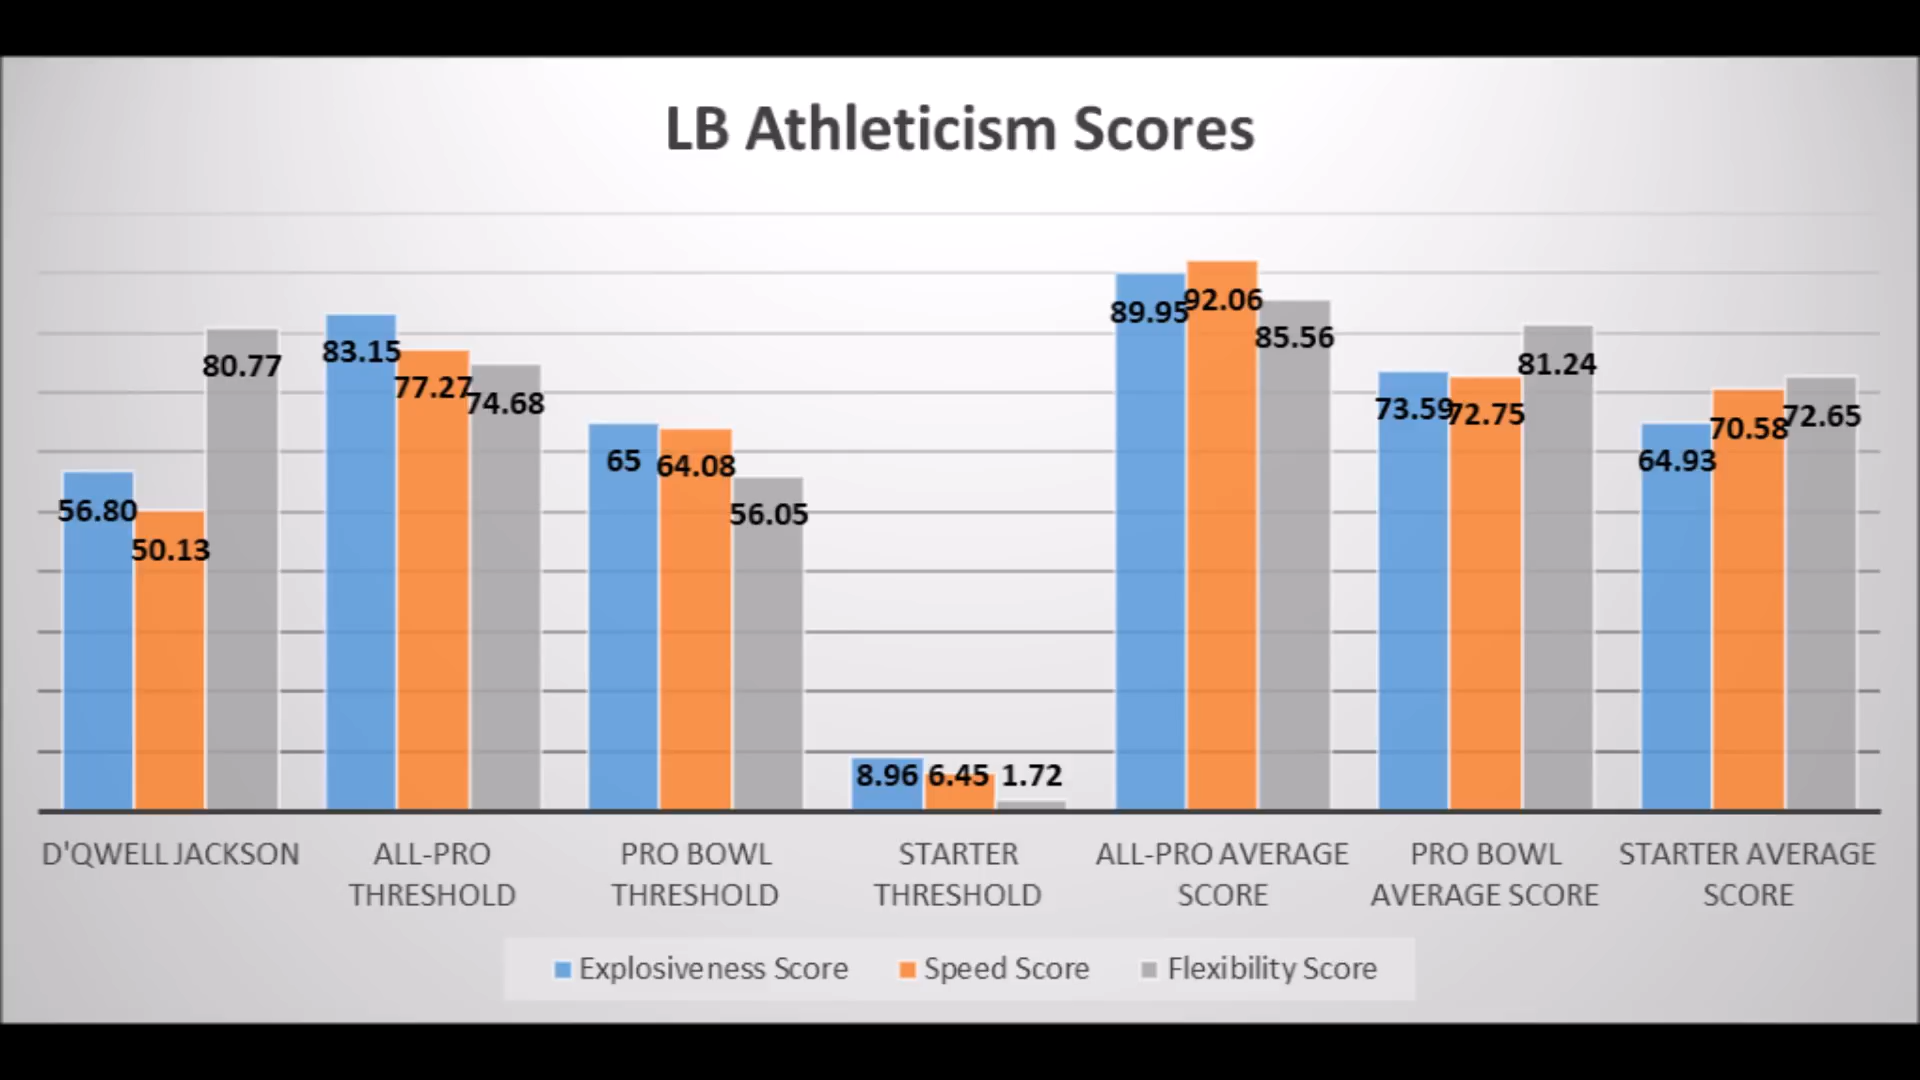 LB Athleticism Scores
56.80
50.13
80.77
83.15
77.27
74.68
65
64.08
56.05
8.96
6.45
1.72
89.95
92.06
85.56
73.59
72.75
81.24
64.93
70.58
72.65
D'QWELL JACKSON
ALL-PRO
THRESHOLD
PRO BOWL
THRESHOLD
STARTER
THRESHOLD
ALL-PRO AVERAGE
SCORE
PRO BOWL
AVERAGE SCORE
STARTER AVERAGE
SCORE
Explosiveness Score
Speed Score
Flexibility Score